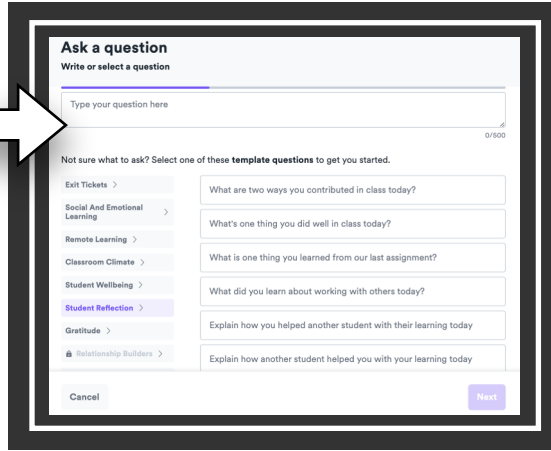 Ask a question
Write or select a question
Type your question here
0/500
Not sure what to ask? Select one of these template questions to get you started.
Exit Tickets >
Social And Emotional
Learning >
Remote Learning >
Classroom Climate >
Student Wellbeing >
Student Reflection >
Gratitude >
Relationship Builders >
What are two ways you contributed in class today?
What's one thing you did well in class today?
What is one thing you learned from our last assignment?
What did you learn about working with others today?
Explain how you helped another student with their learning today
Explain how another student helped you with your learning today
Cancel
Next